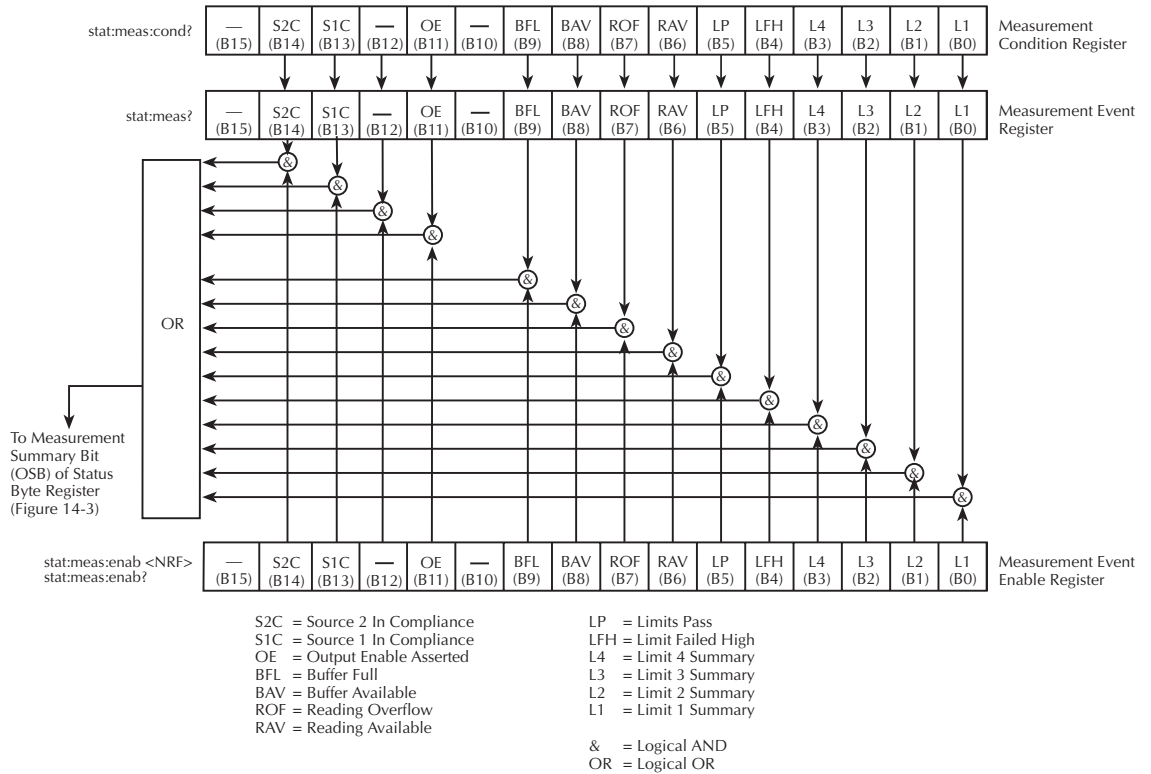 stat:meas:cond?
— S2C S1C — OE — BFL BAV ROF RAV LP LFH L4 L3 L2 L1
(B15) (B14) (B13) (B12) (B11) (B10) (B9) (B8) (B7) (B6) (B5) (B4) (B3) (B2) (B1) (B0)
Measurement
Condition Register
stat:meas?
— S2C S1C — OE — BFL BAV ROF RAV LP LFH L4 L3 L2 L1
(B15) (B14) (B13) (B12) (B11) (B10) (B9) (B8) (B7) (B6) (B5) (B4) (B3) (B2) (B1) (B0)
Measurement Event
Register
&
&
&
&
&
&
&
&
&
&
&
&
&
&
OR
To Measurement
Summary Bit
(OSB) of Status
Byte Register
(Figure 14-3)
stat:meas:enab <NRF>
stat:meas:enab?
— S2C S1C — OE — BFL BAV ROF RAV LP LFH L4 L3 L2 L1
(B15) (B14) (B13) (B12) (B11) (B10) (B9) (B8) (B7) (B6) (B5) (B4) (B3) (B2) (B1) (B0)
Measurement Event
Enable Register
S2C = Source 2 In Compliance
S1C = Source 1 In Compliance
OE = Output Enable Asserted
BFL = Buffer Full
BAV = Buffer Available
ROF = Reading Overflow
RAV = Reading Available
LP = Limits Pass
LFH = Limit Failed High
L4 = Limit 4 Summary
L3 = Limit 3 Summary
L2 = Limit 2 Summary
L1 = Limit 1 Summary
& = Logical AND
OR = Logical OR